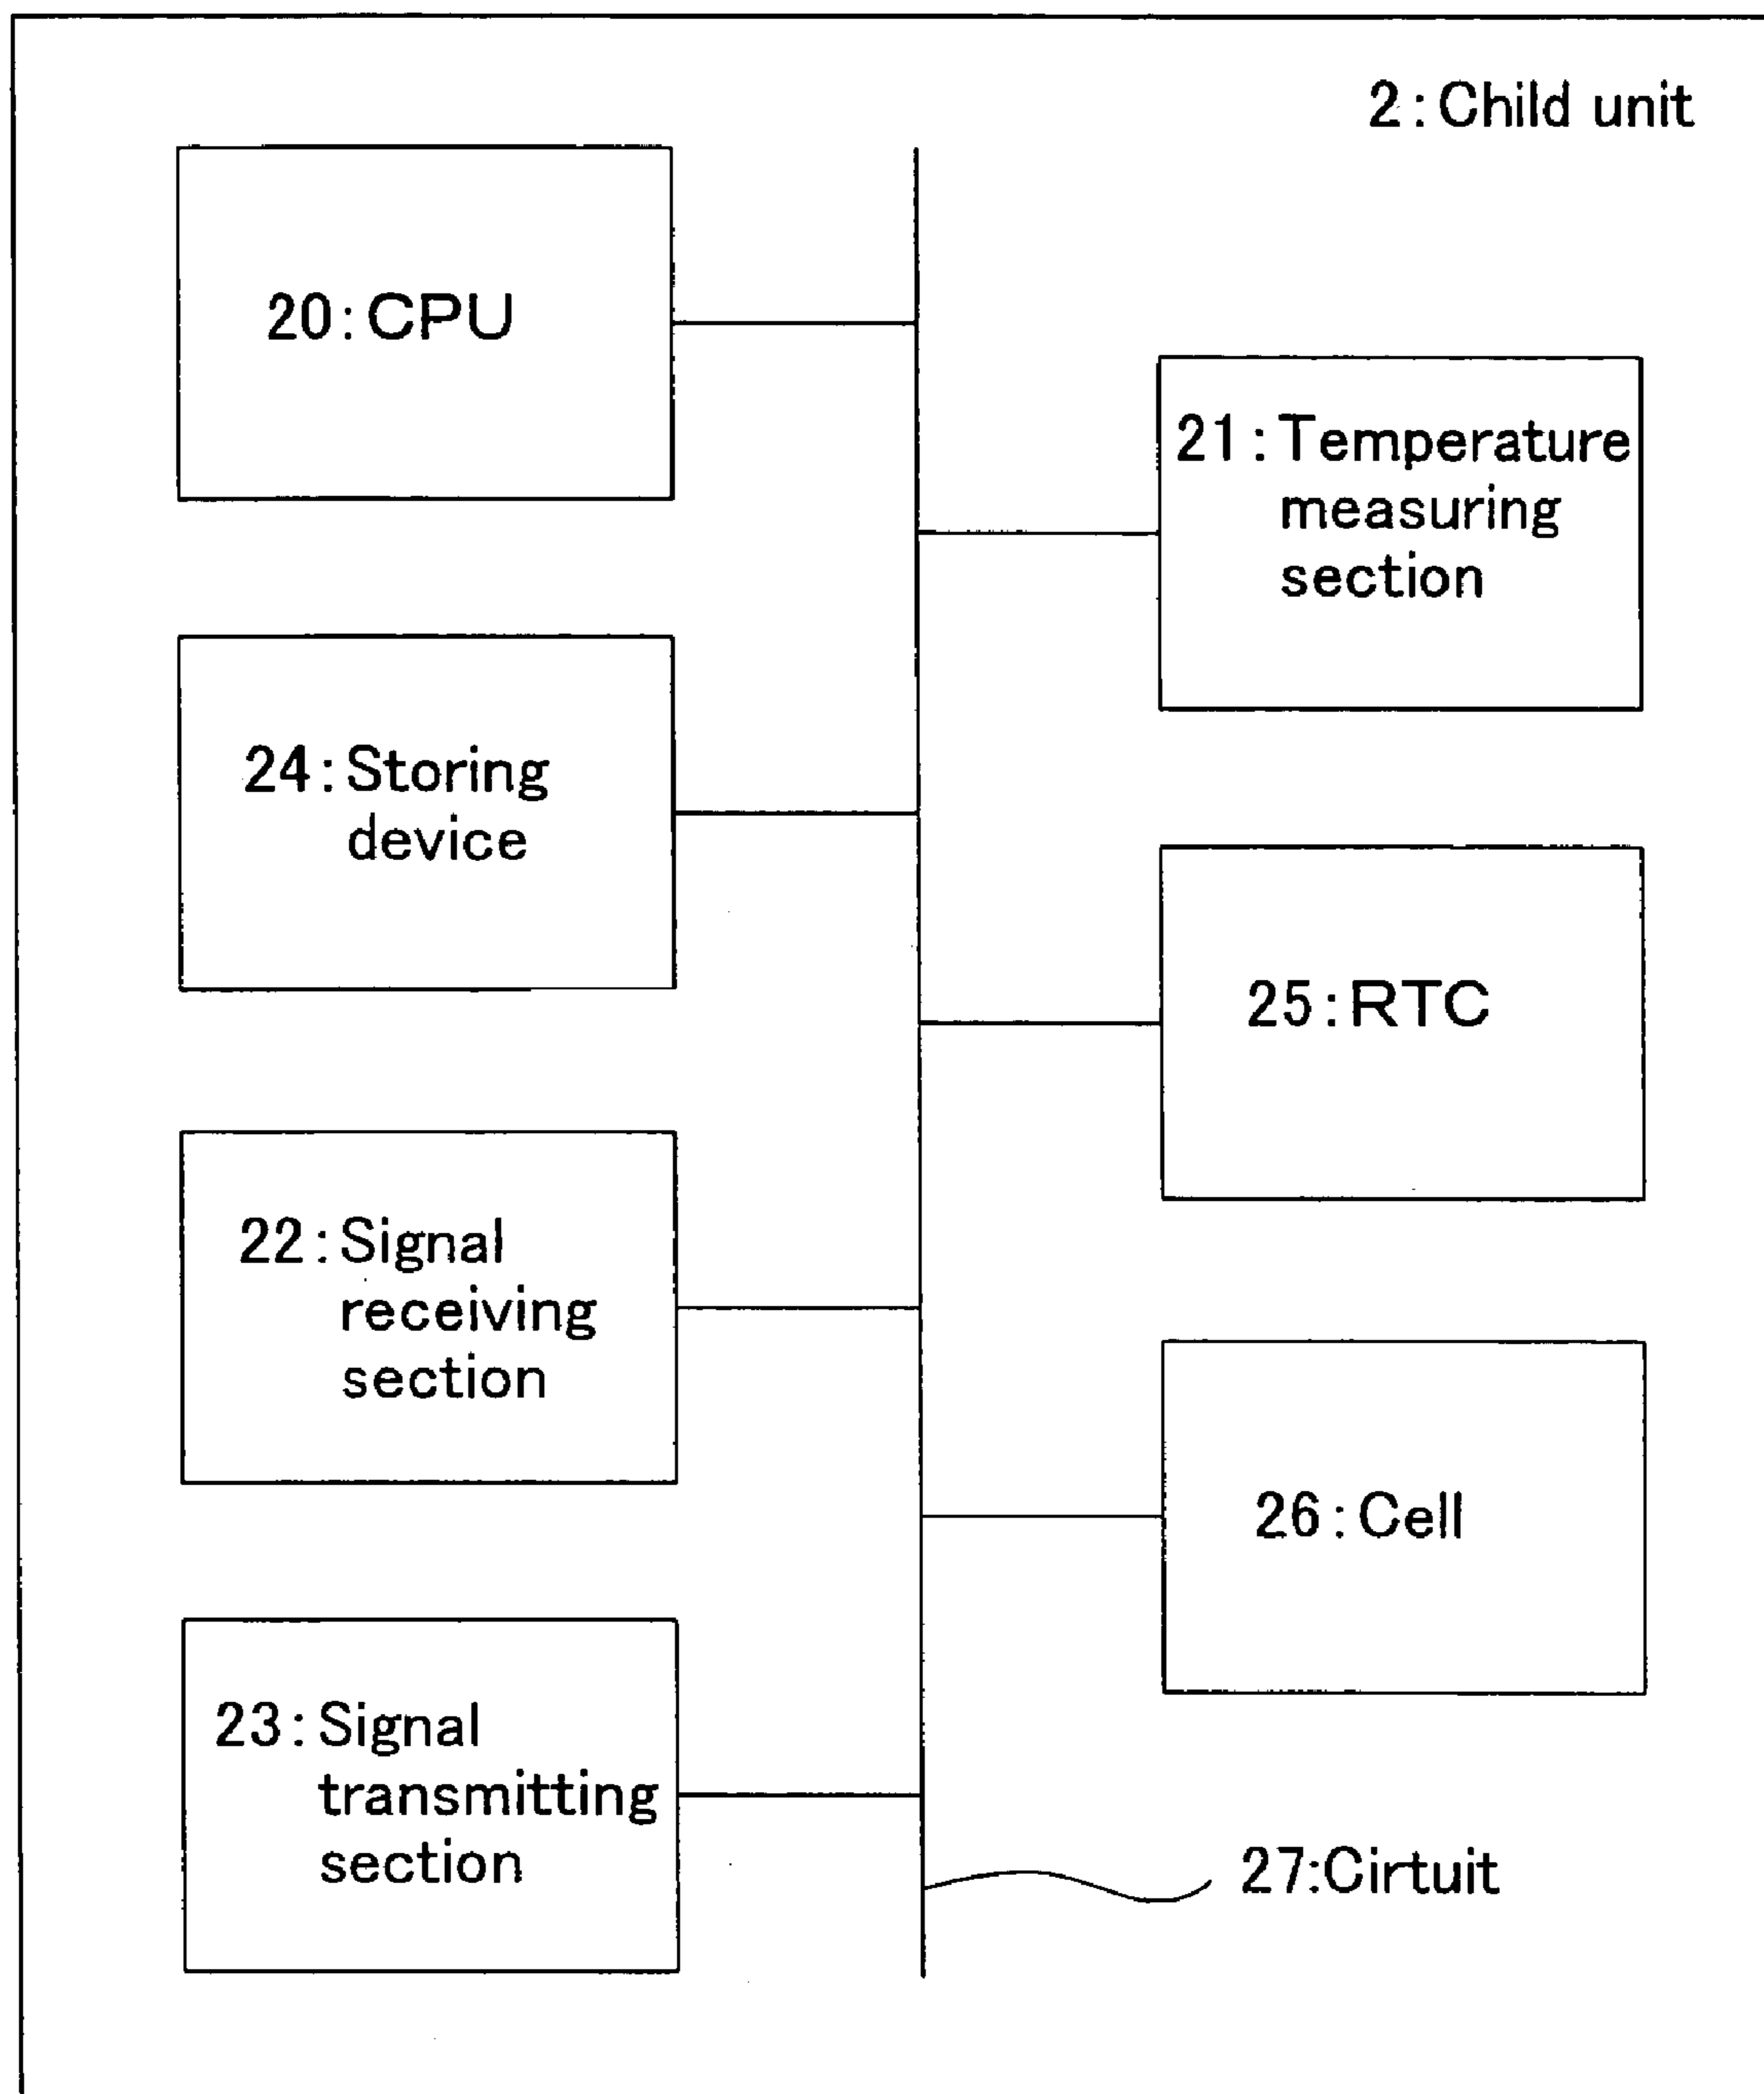 2:Child unit
20:CPU
21:Temperature
measuring
section
24:Storing
device
25:RTC
22:Signal
receiving
section
26:Cell
23:Signal
transmitting
section
27:Cirtuit